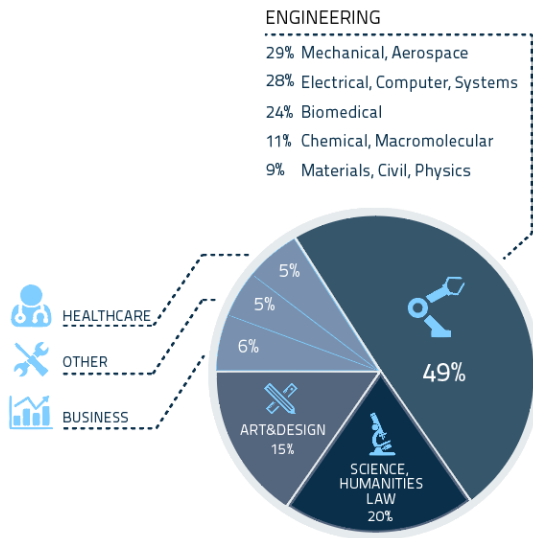 ENGINEERING
29% Mechanical, Aerospace
28% Electrical, Computer, Systems
24% Biomedical
11% Chemical, Macromolecular
9% Materials, Civil, Physics
5%
HEALTHCARE
5%
OTHER
6%
BUSINESS
49%
ART&DESIGN
15%
SCIENCE,
HUMANITIES
LAW
20%